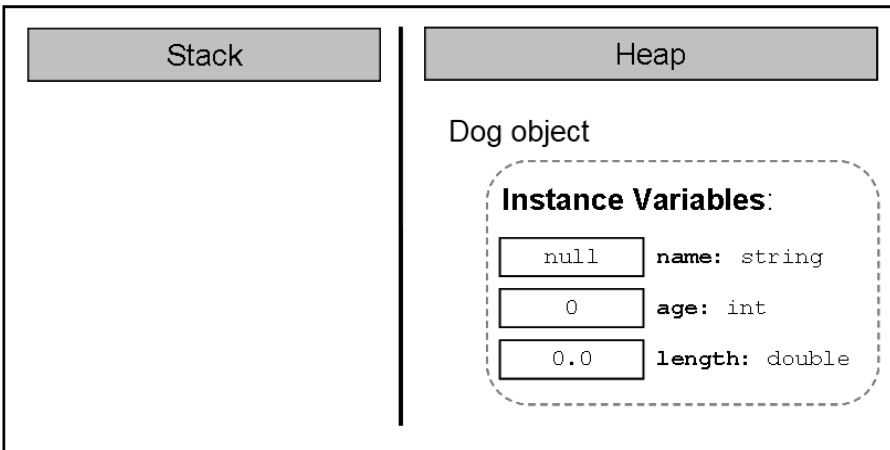 Stack
Heap
Dog object
Instance Variables:
null name: string
0 age: int
0.0 length: double